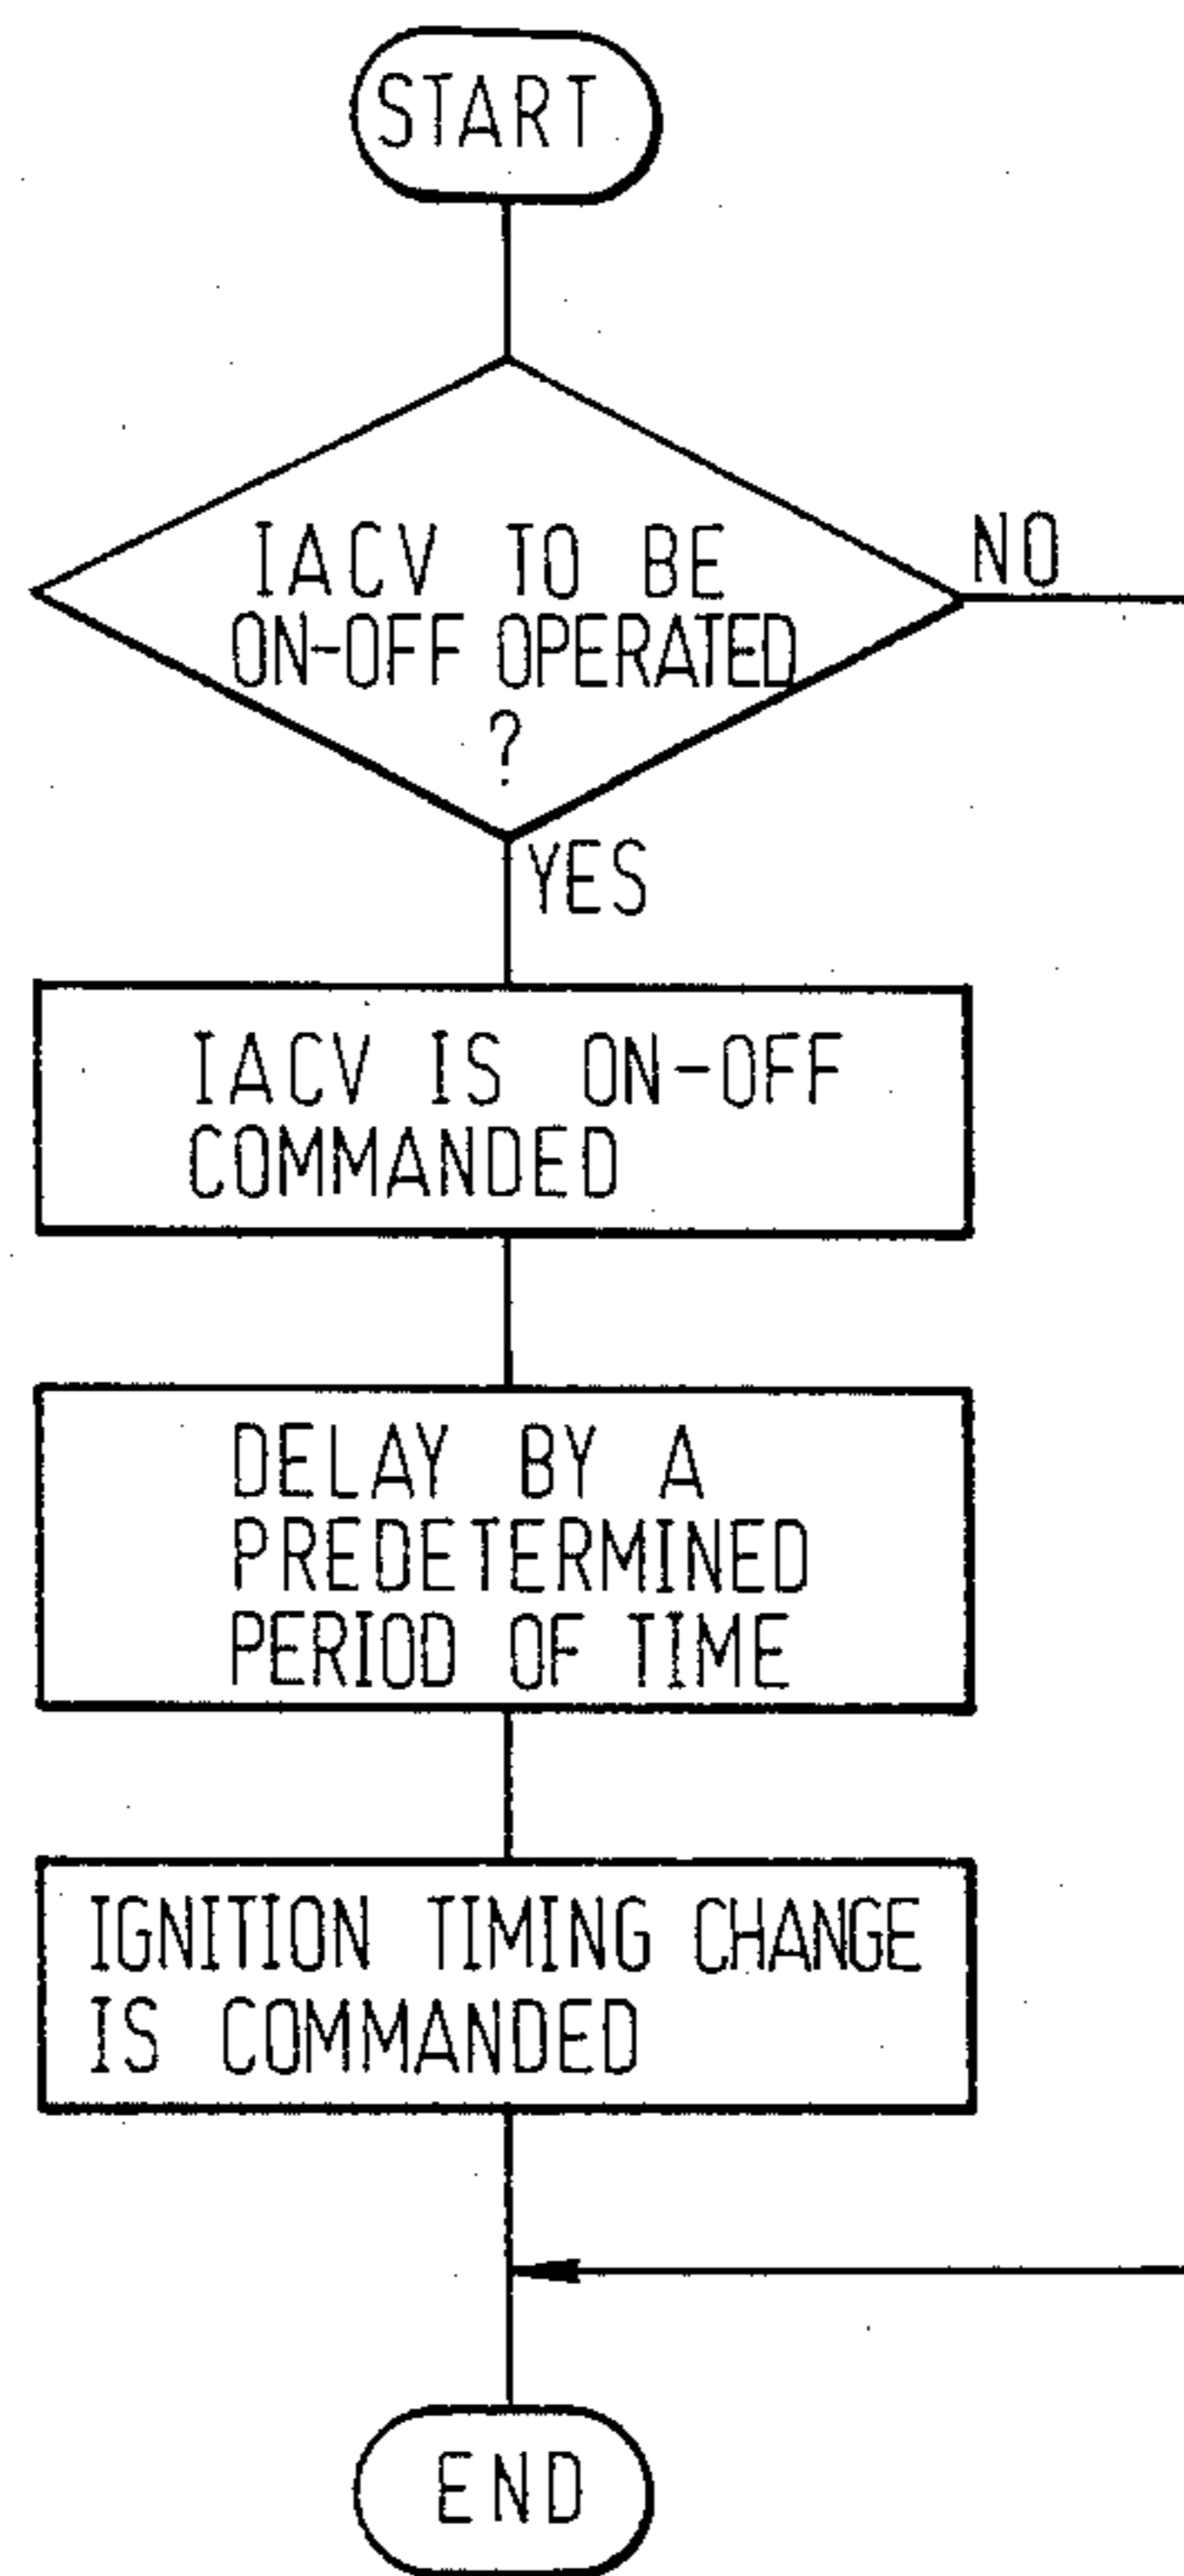 START
IACV TO BE
ON-OFF OPERATED
?
NO
YES
IACV IS ON-OFF
COMMANDED
DELAY BY A
PREDETERMINED
PERIOD OF TIME
IGNITION TIMING CHANGE
IS COMMANDED
END